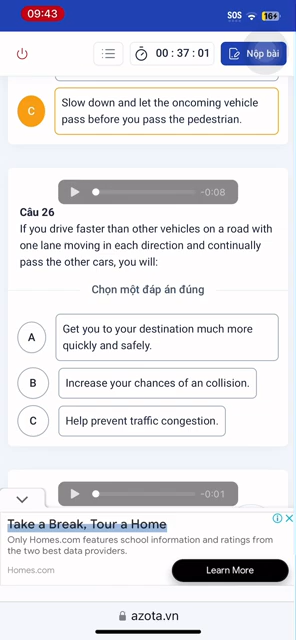 09:43
SOS 16
00 : 37 : 01
Nộp bài
C
Slow down and let the oncoming vehicle
pass before you pass the pedestrian.
-0:08
Câu 26
If you drive faster than other vehicles on a road with
one lane moving in each direction and continually
pass the other cars, you will:
Chọn một đáp án đúng
A
Get you to your destination much more
quickly and safely.
B
Increase your chances of an collision.
C
Help prevent traffic congestion.
-0:01
Take a Break, Tour a Home
Only Homes.com features school information and ratings from
the two best data providers.
Homes.com
Learn More
azota.vn